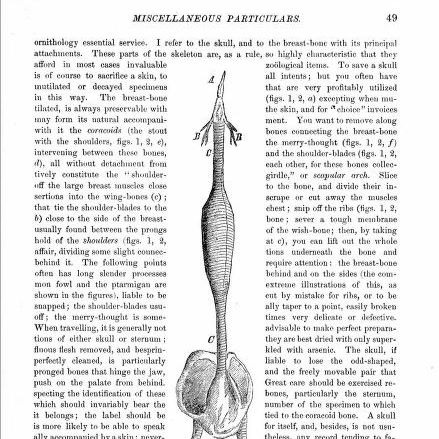 MISCELLANEOUS PARTICULARS. 49
ornithology essential service. I refer to the skull, and to the breast-bone with its principal
attachments. These parts of the skeleton are, as a rule, so highly characteristic that they
afford in most cases invaluable zoölogical items. To save a skull
is of course to sacrifice a skin, to all intents; but you often have
mutilated or decayed specimens that are very profitably utilized
in this way. The breast-bone (figs. 1, 2, a) excepting when mu-
tilated, is always preservable with the skin, and for "choice" invoices
may form its natural accompani- ment. You want to remove along
with it the coracoids (the stout bones connecting the breast-bone
with the shoulders, figs. 1, 2, e), the merry-thought (figs. 1, 2, f)
intervening between these bones, and the shoulder-blades (figs. 1, 2,
d), all without detachment from each other, for these bones collec-
tively constitute the "shoulder- girdle," or scapular arch. Slice
off the large breast muscles close to the bone, and divide their in-
sertions into the wing-bones (c); scrape or cut away the muscles
that tie the shoulder-blades to the chest; snip off the ribs (figs. 1, 2,
b) close to the side of the breast- bone; sever a tough membrane
usually found between the prongs of the wish-bone; then, by taking
hold of the shoulders (figs. 1, 2, at c), you can lift out the whole
affair, dividing some slight connec- tions underneath the bone and
behind it. The following points require attention: the breast-bone
often has long slender processes behind and on the sides (the com-
mon fowl and the ptarmigan are extreme illustrations of this, as
shown in the figures), liable to be cut by mistake for ribs, or to be
snapped; the shoulder-blades usu- ally taper to a point, easily broken
off; the merry-thought is some- times very delicate or defective.
When travelling, it is generally not advisable to make perfect prepara-
tions of either skull or sternum; they are best dried with only super-
fluous flesh removed, and besprin- kled with arsenic. The skull, if
perfectly cleaned, is particularly liable to lose the odd-shaped,
pronged bones that hinge the jaw, and the freely movable pair that
push on the palate from behind. Great care should be exercised re-
specting the identification of these bones, particularly the sternum,
which should invariably bear the number of the specimen to which
it belongs; the label should be tied to the coracoid bone. A skull
is more likely to be able to speak for itself, and, besides, is not usu-
ally accompanied by a skin; never- theless, any record tending to fa-
A
B
B
C
C